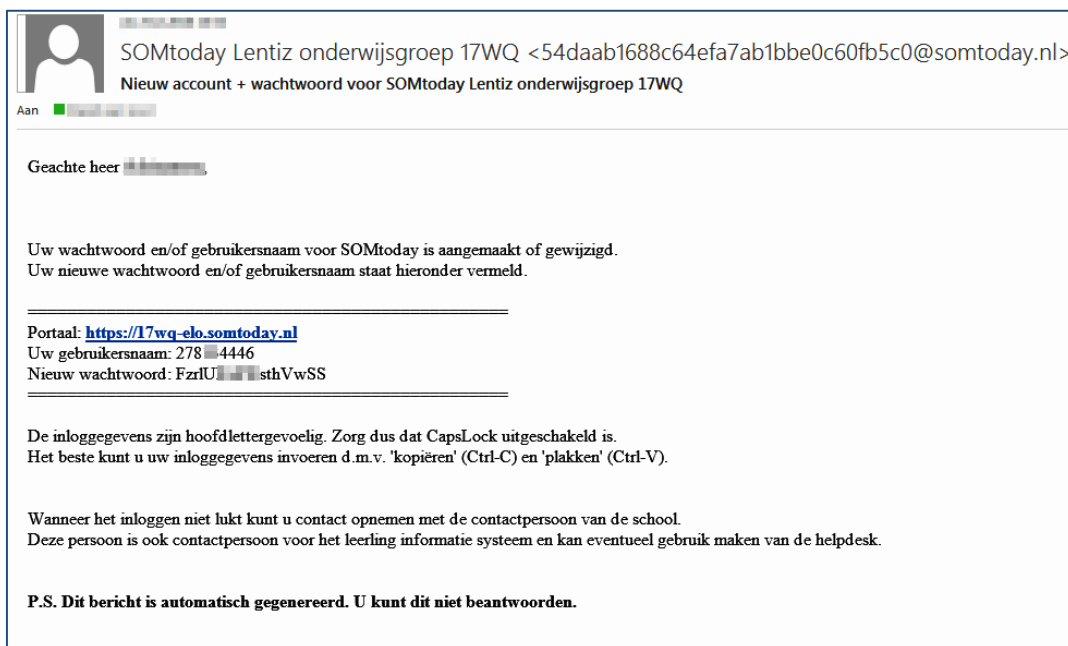 SOMtoday Lentiz onderwijsgroep 17WQ <54daab1688c64efa7ab1bbe0c60fb5c0@somtoday.nl>
Nieuw account + wachtwoord voor SOMtoday Lentiz onderwijsgroep 17WQ
Aan
Geachte heer ,
Uw wachtwoord en/of gebruikersnaam voor SOMtoday is aangemaakt of gewijzigd.
Uw nieuwe wachtwoord en/of gebruikersnaam staat hieronder vermeld.
Portaal: https://17wq-elo.somtoday.nl
Uw gebruikersnaam: 278 4446
Nieuw wachtwoord: FzrlU sthVwSS
De inloggegevens zijn hoofdlettergevoelig. Zorg dus dat CapsLock uitgeschakeld is.
Het beste kunt u uw inloggegevens invoeren d.m.v. 'kopiëren' (Ctrl-C) en 'plakken' (Ctrl-V).
Wanneer het inloggen niet lukt kunt u contact opnemen met de contactpersoon van de school.
Deze persoon is ook contactpersoon voor het leerling informatie systeem en kan eventueel gebruik maken van de helpdesk.
P.S. Dit bericht is automatisch gegenereerd. U kunt dit niet beantwoorden.